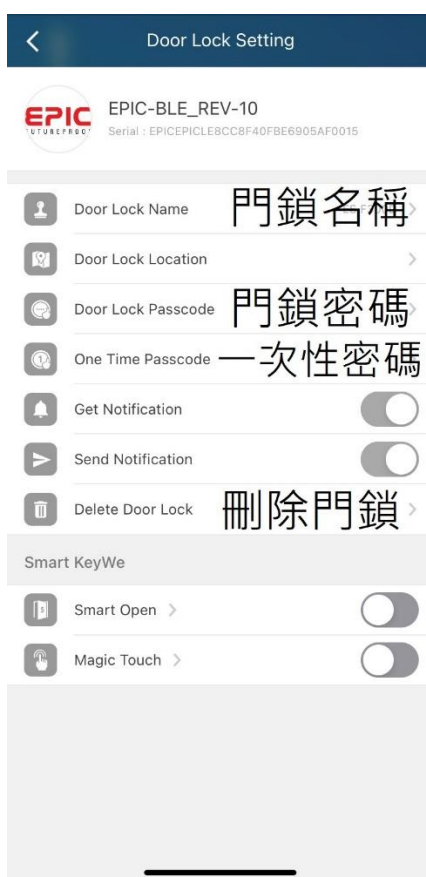 Door Lock Setting
EPIC
EPIC-BLE_REV-10
Serial : EPICEPICLE8CC8F40FBE6905AF0015
Door Lock Name 門鎖名稱
Door Lock Location
Door Lock Passcode 門鎖密碼
One Time Passcode 一次性密碼
Get Notification
Send Notification
Delete Door Lock 刪除門鎖
Smart KeyWe
Smart Open
Magic Touch